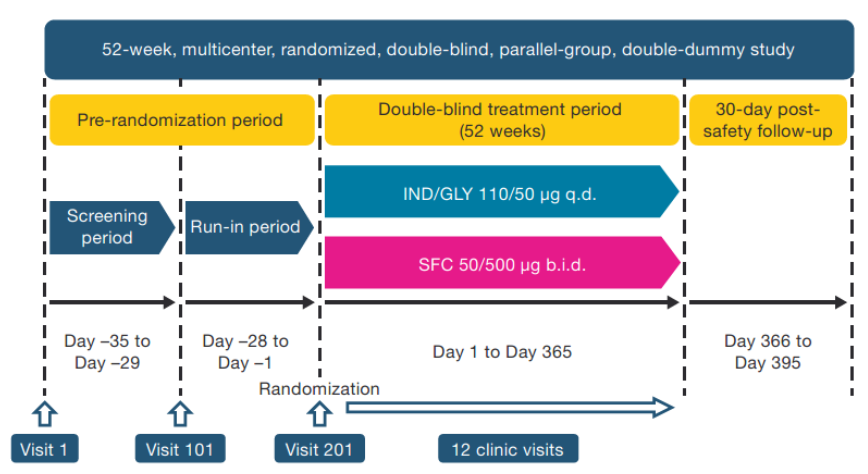 52-week, multicenter, randomized, double-blind, parallel-group, double-dummy study
Pre-randomization period
Double-blind treatment period
(52 weeks)
30-day post-
safety follow-up
Screening
period
Run-in period
IND/GLY 110/50 µg q.d.
SFC 50/500 µg b.i.d.
Day –35 to
Day –29
Day –28 to
Day –1
Day 1 to Day 365
Day 366 to
Day 395
Randomization
Visit 1
Visit 101
Visit 201
12 clinic visits